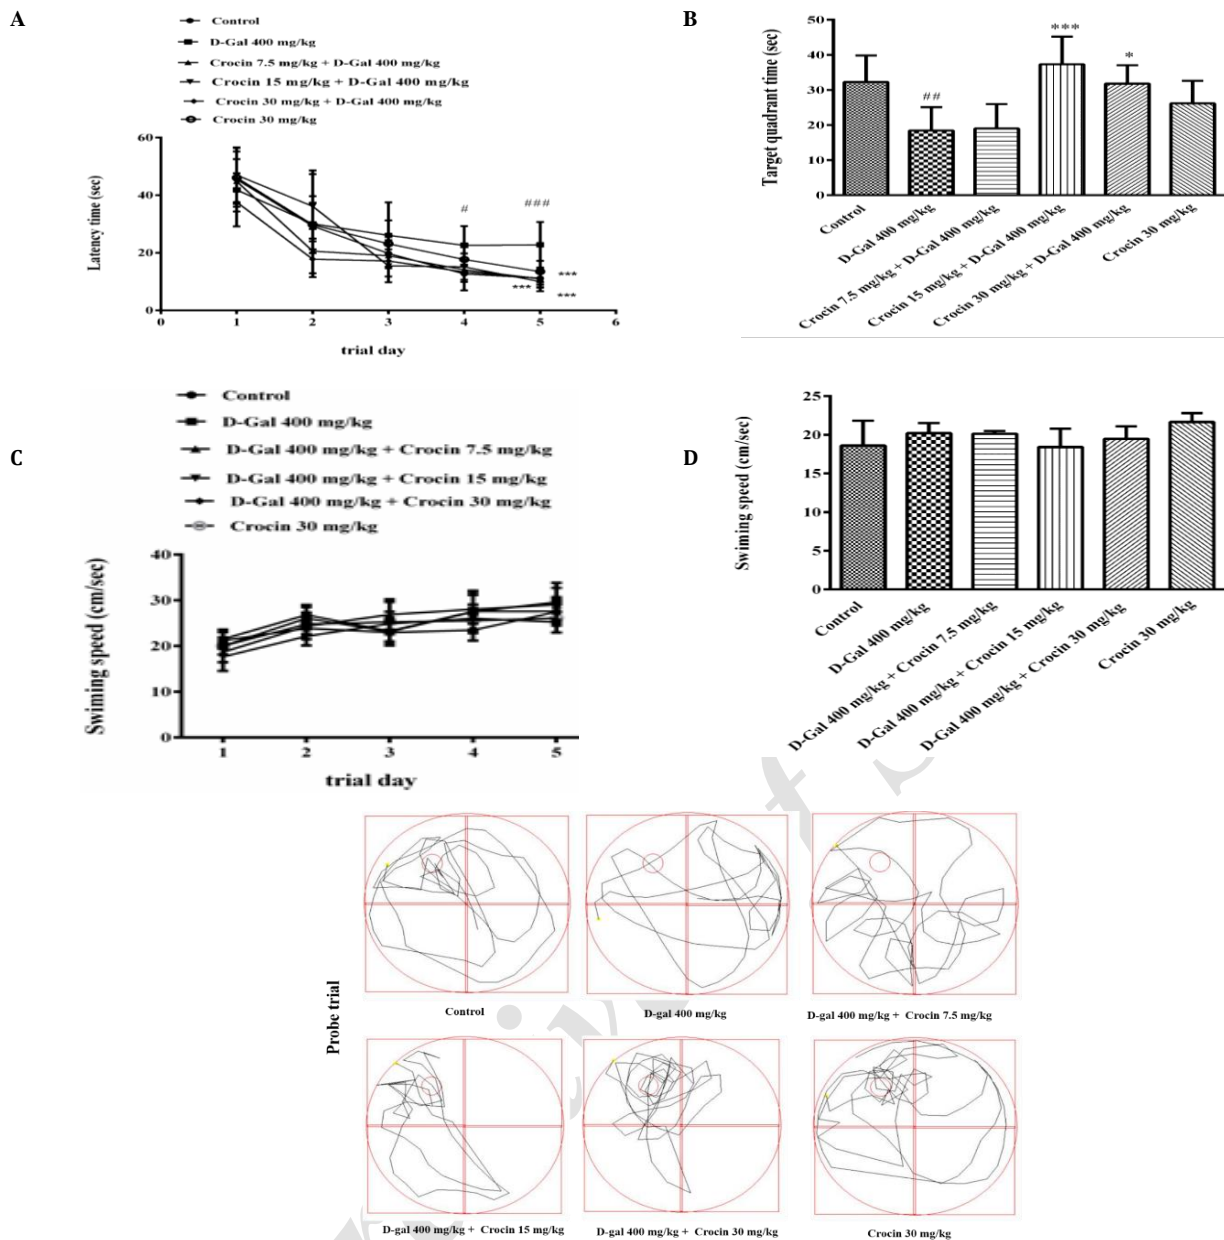 A
Control
D-Gal 400 mg/kg
Crocin 7.5 mg/kg + D-Gal 400 mg/kg
Crocin 15 mg/kg + D-Gal 400 mg/kg
Crocin 30 mg/kg + D-Gal 400 mg/kg
Crocin 30 mg/kg
Latency time (sec)
60
40
20
0
#
###
***
***
***
0
1
2
3
4
5
6
trial day
B
Target quadrant time (sec)
50
40
30
20
10
0
##
***
*
Control
D-Gal 400 mg/kg
Crocin 7.5 mg/kg + D-Gal 400 mg/kg
Crocin 15 mg/kg + D-Gal 400 mg/kg
Crocin 30 mg/kg + D-Gal 400 mg/kg
Crocin 30 mg/kg
C
Control
D-Gal 400 mg/kg
D-Gal 400 mg/kg + Crocin 7.5 mg/kg
D-Gal 400 mg/kg + Crocin 15 mg/kg
D-Gal 400 mg/kg + Crocin 30 mg/kg
Crocin 30 mg/kg
Swiming speed (cm/sec)
40
30
20
10
0
1
2
3
4
5
trial day
D
Swiming speed (cm/sec)
25
20
15
10
5
0
Control
D-Gal 400 mg/kg
D-Gal 400 mg/kg + Crocin 7.5 mg/kg
D-Gal 400 mg/kg + Crocin 15 mg/kg
D-Gal 400 mg/kg + Crocin 30 mg/kg
Crocin 30 mg/kg
Probe trial
Control
D-gal 400 mg/kg
D-gal 400 mg/kg + Crocin 7.5 mg/kg
D-gal 400 mg/kg + Crocin 15 mg/kg
D-gal 400 mg/kg + Crocin 30 mg/kg
Crocin 30 mg/kg